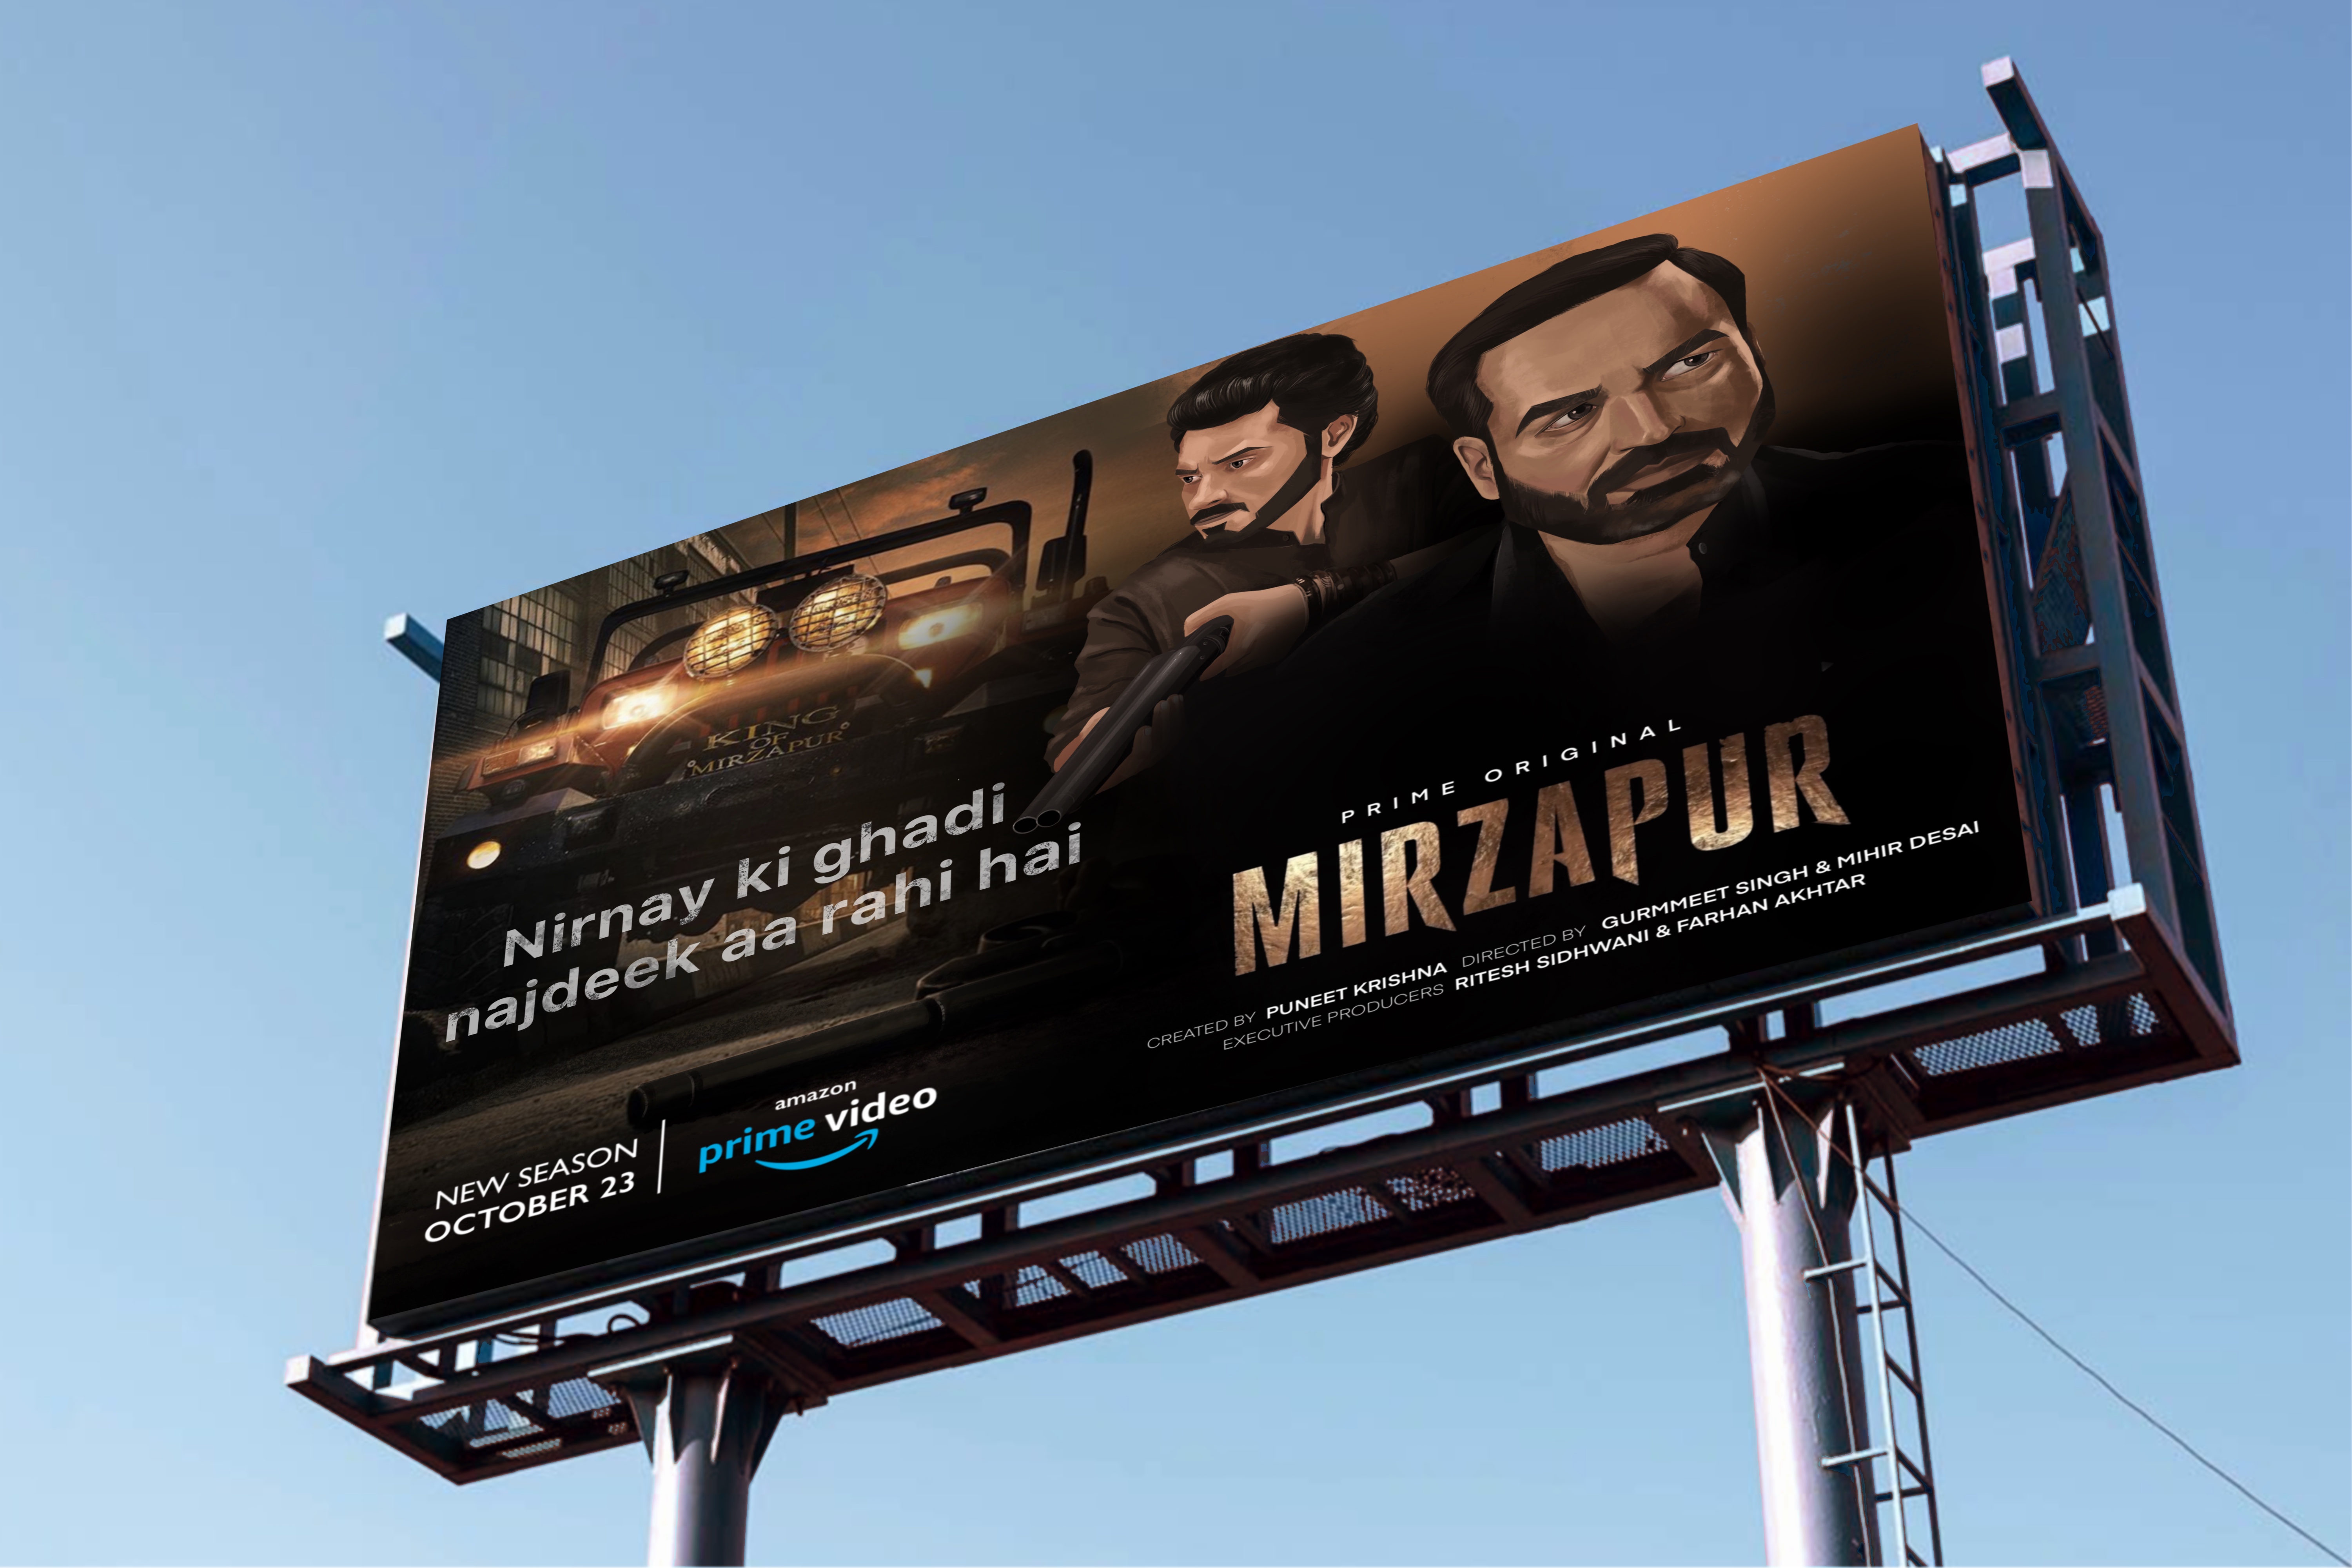 KING
OF
MIRZAPUR
Nirnay ki ghadi
najdeek aa rahi hai
NEW SEASON
OCTOBER 23
amazon
prime video
PRIME ORIGINAL
MIRZAPUR
CREATED BY PUNEET KRISHNA DIRECTED BY GURMMEET SINGH & MIHIR DESAI
EXECUTIVE PRODUCERS RITESH SIDHWANI & FARHAN AKHTAR